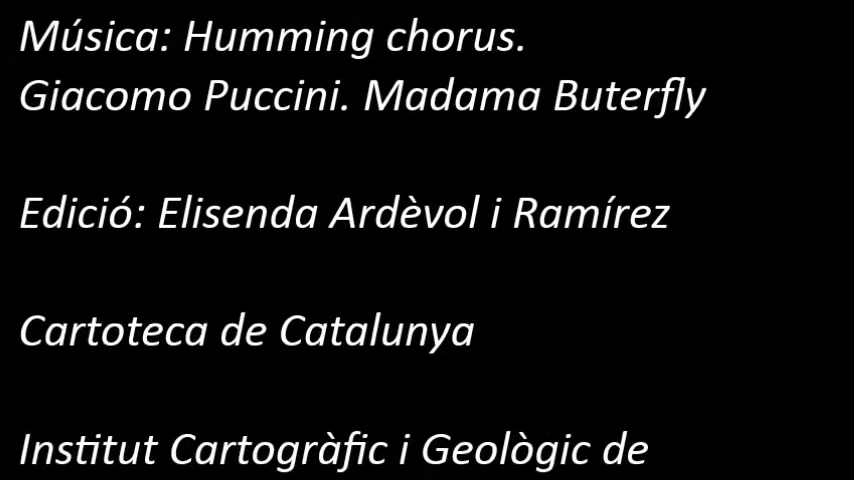 Música: Humming chorus.
Giacomo Puccini. Madama Buterfly
Edició: Elisenda Ardèvol i Ramírez
Cartoteca de Catalunya
Institut Cartogràfic i Geològic de